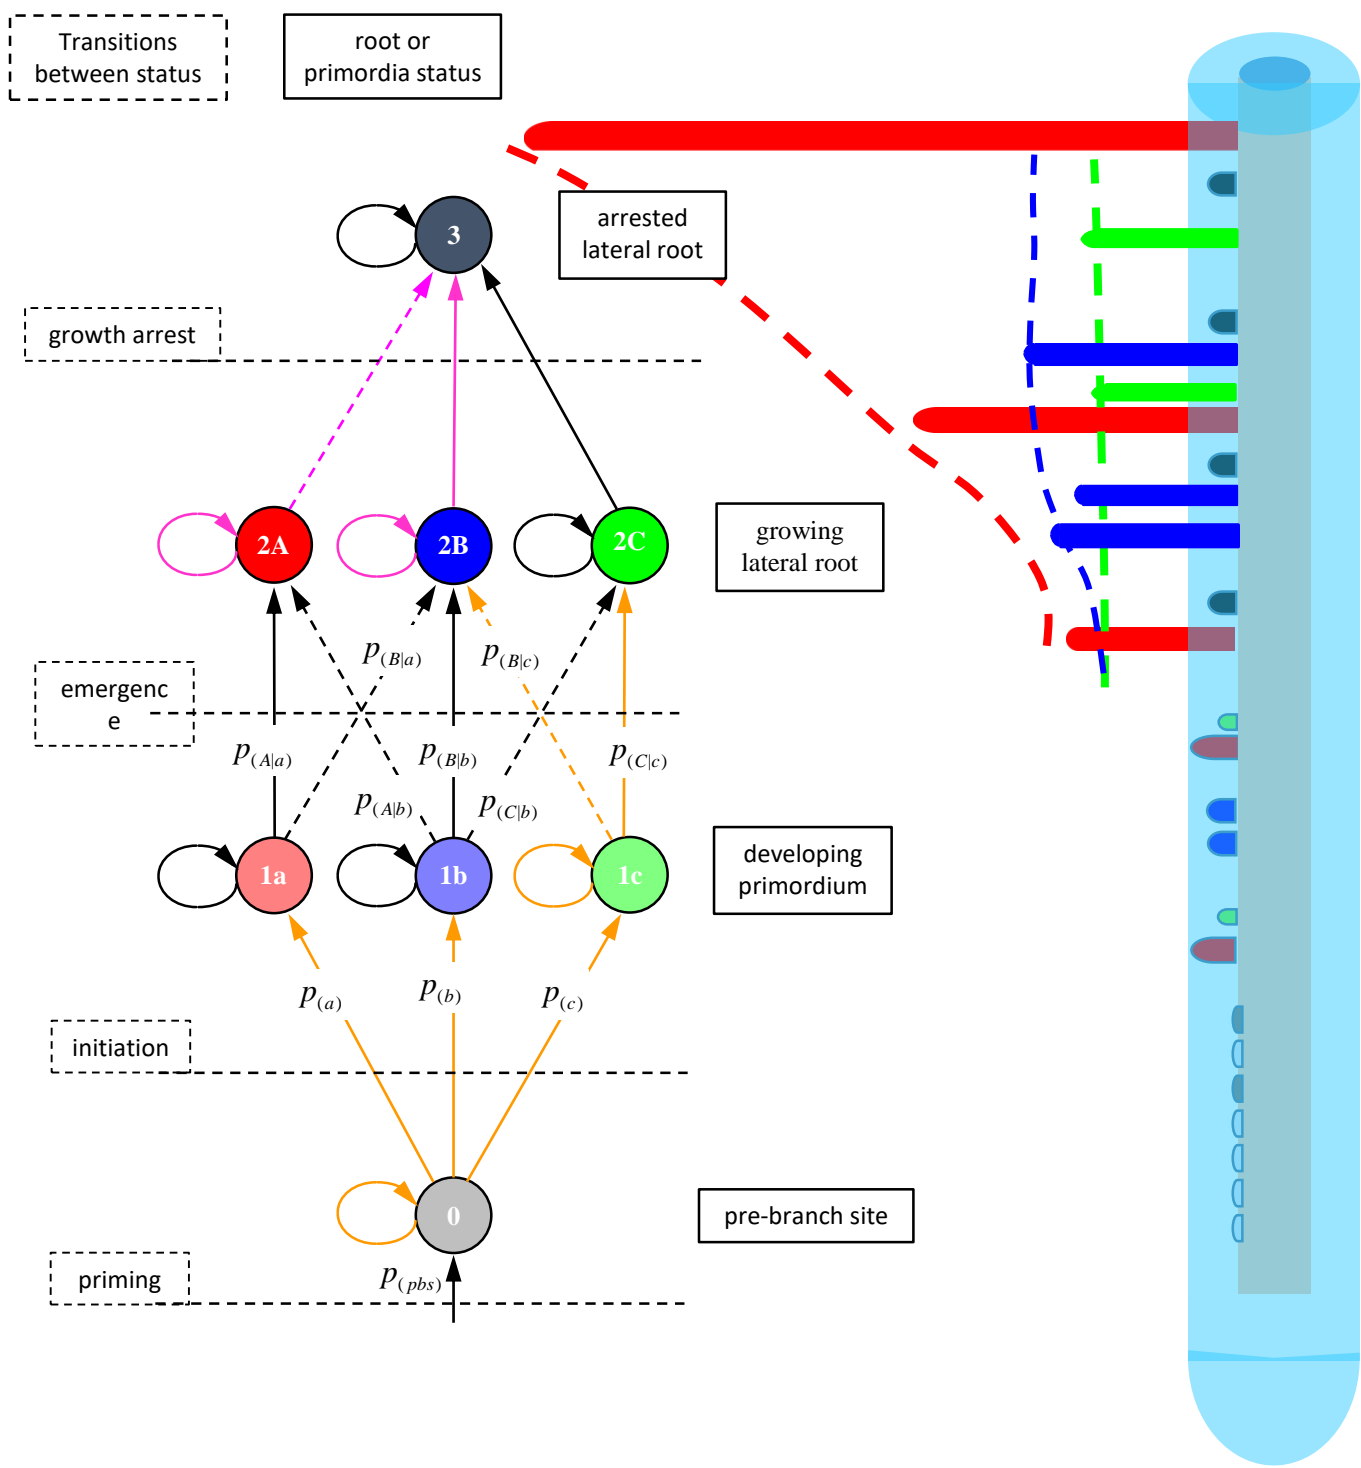 Transitions
between status
root or
primordia status
3
arrested
lateral root
growth arrest
2A
2B
2C
growing
lateral root
p(B|a)
p(B|c)
emergenc
e
p(A|a)
p(B|b)
p(C|c)
p(A|b)
p(C|b)
1a
1b
1c
developing
primordium
p(a)
p(b)
p(c)
initiation
0
pre-branch site
priming
p(pbs)